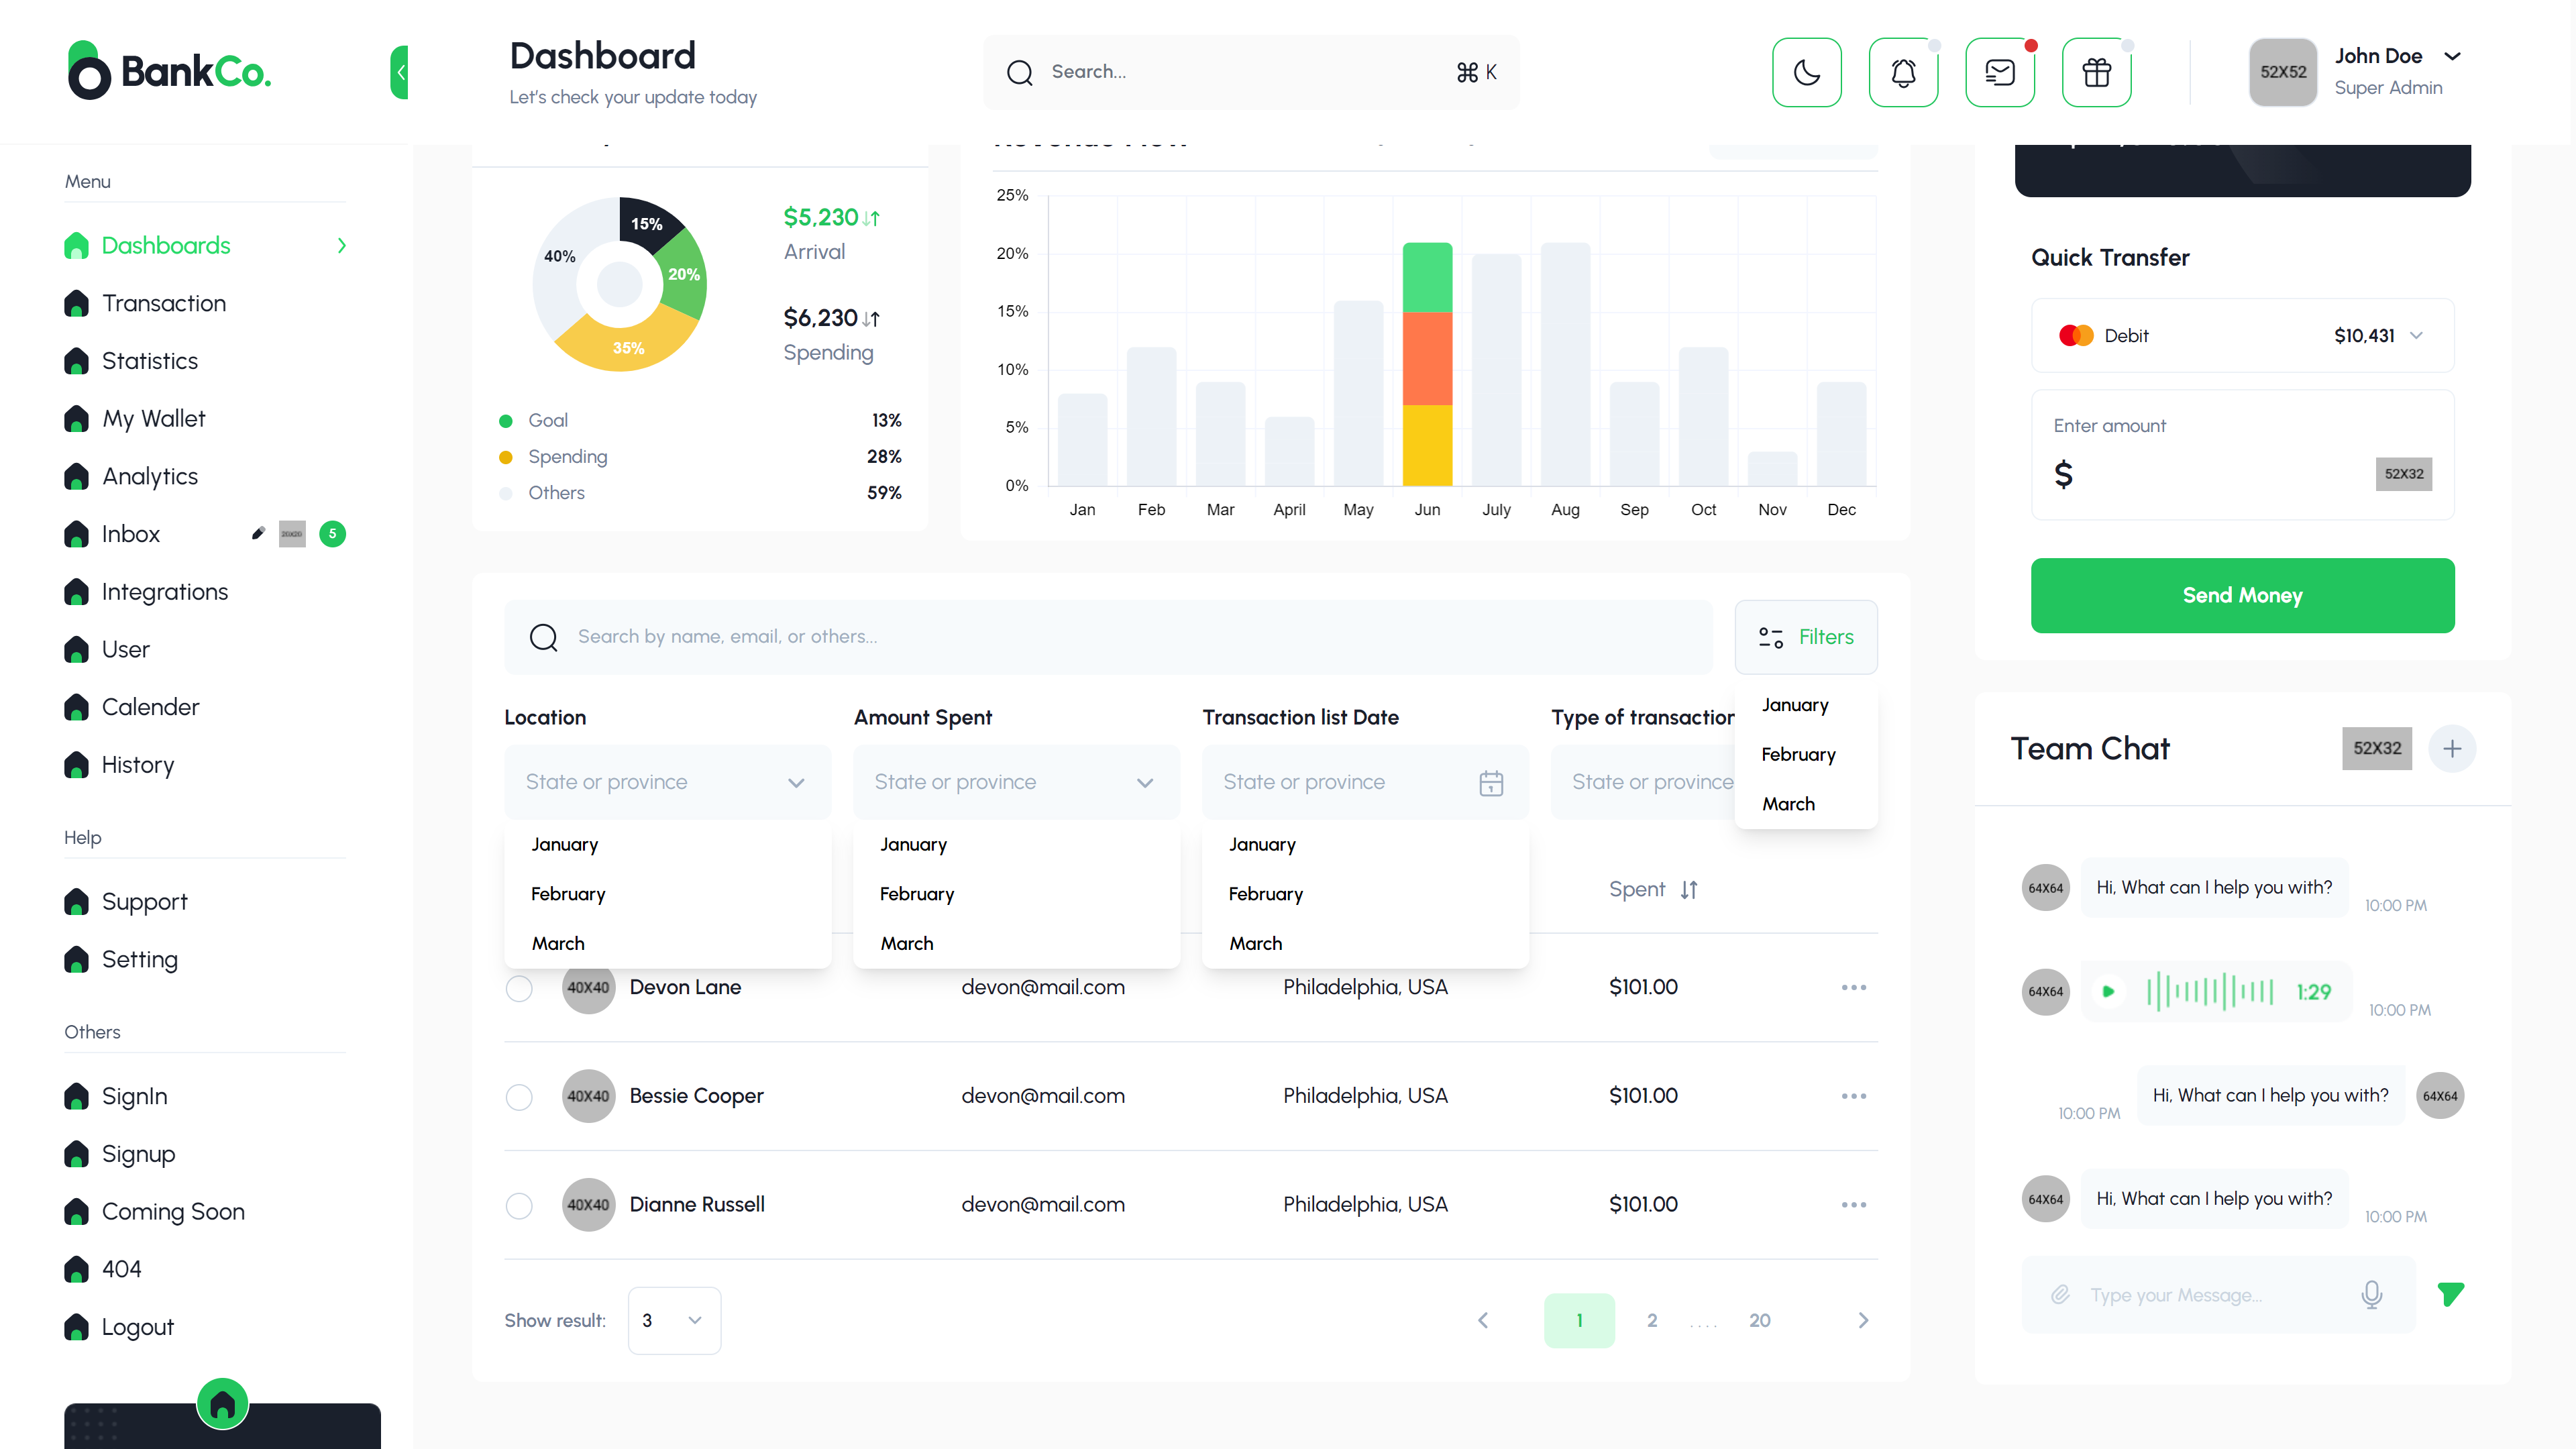 BankCo.
Dashboard
Let's check your update today
Search...
⌘ K
52X52
John Doe
Super Admin
Menu
Dashboards
Transaction
Statistics
My Wallet
Analytics
Inbox
20X20
5
Integrations
User
Calender
History
Help
Support
Setting
Others
SignIn
Signup
Coming Soon
404
Logout
15%
20%
35%
40%
$5,230
Arrival
$6,230
Spending
Goal 13%
Spending 28%
Others 59%
Revenue Flow
25%
20%
15%
10%
5%
0%
Jan Feb Mar April May Jun July Aug Sep Oct Nov Dec
Search by name, email, or others...
Filters
January
February
March
Location
State or province
January
February
March
Amount Spent
State or province
January
February
March
Transaction list Date
State or province
1
January
February
March
Type of transaction
State or province
Spent
40X40 Devon Lane devon@mail.com Philadelphia, USA $101.00
40X40 Bessie Cooper devon@mail.com Philadelphia, USA $101.00
40X40 Dianne Russell devon@mail.com Philadelphia, USA $101.00
Show result: 3
1 2 .... 20
Quick Transfer
Debit $10,431
Enter amount
$
52X32
Send Money
Team Chat
52X32
64X64
Hi, What can I help you with?
10:00 PM
64X64
1:29
10:00 PM
10:00 PM
Hi, What can I help you with?
64X64
64X64
Hi, What can I help you with?
10:00 PM
Type your Message...